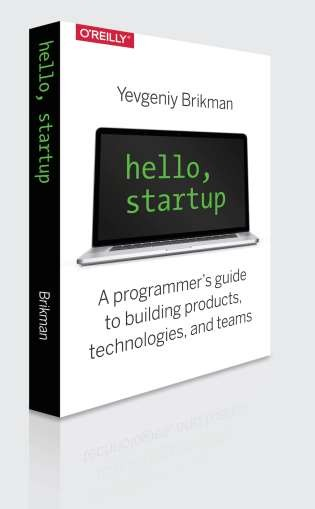 O'REILLY®
hello, startup
Brikman
Yevgeniy Brikman
hello,
startup
A programmer's guide
to building products,
technologies, and teams